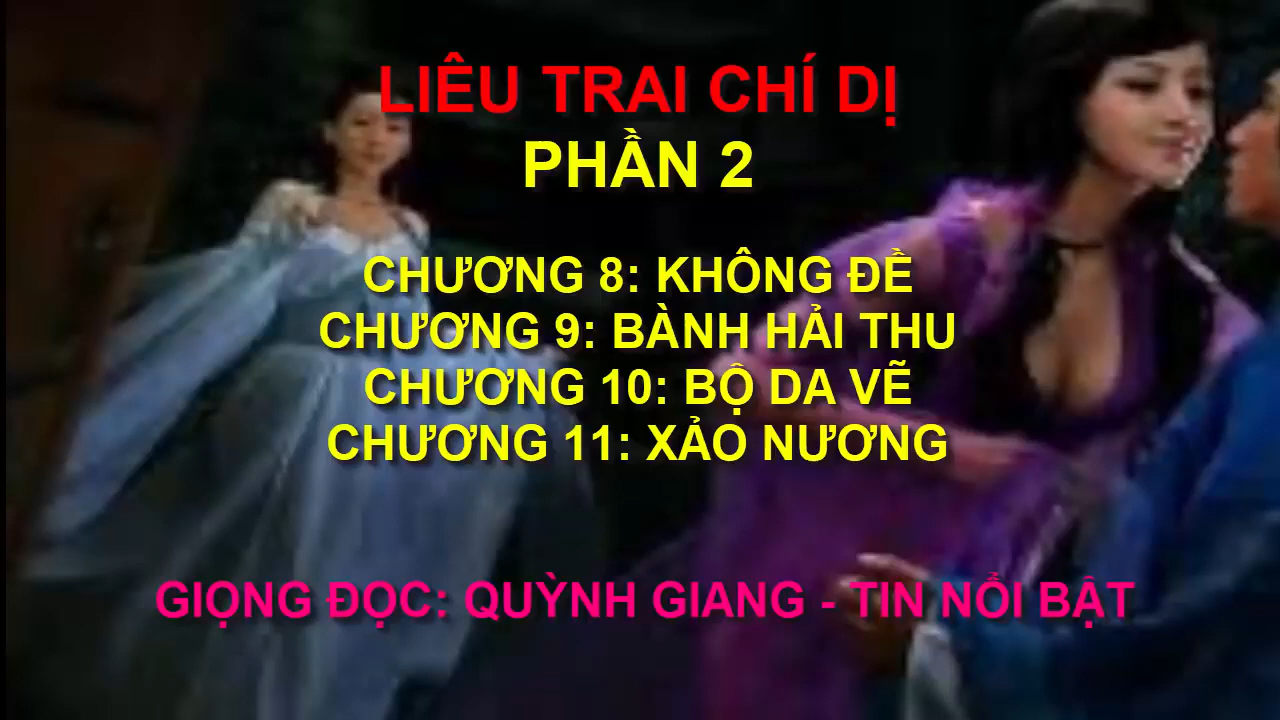 LIÊU TRAI CHÍ DỊ
PHẦN 2
CHƯƠNG 8: KHÔNG ĐỀ
CHƯƠNG 9: BÀNH HẢI THU
CHƯƠNG 10: BỘ DA VẼ
CHƯƠNG 11: XẢO NƯƠNG
GIỌNG ĐỌC: QUỲNH GIANG - TIN NỔI BẬT